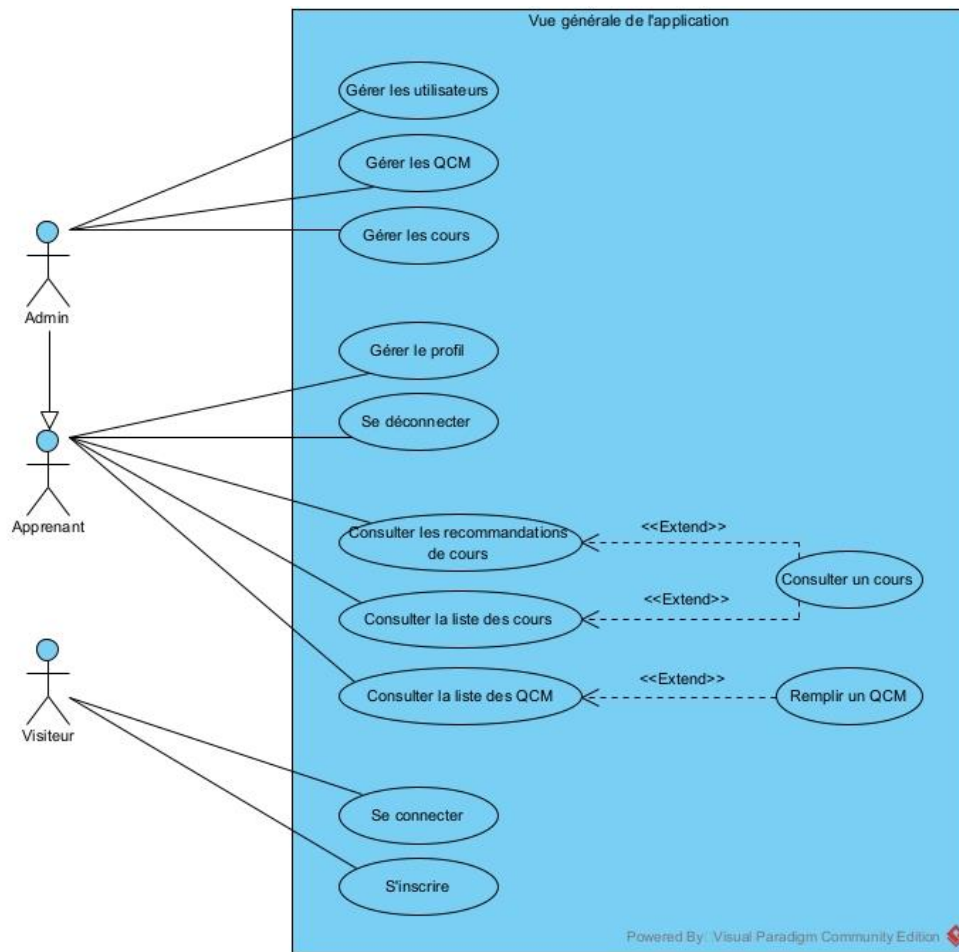 Vue générale de l'application
Gérer les utilisateurs
Gérer les QCM
Gérer les cours
Admin
Gérer le profil
Se déconnecter
Apprenant
Consulter les recommandations
de cours
<<Extend>>
Consulter un cours
<<Extend>>
Consulter la liste des cours
<<Extend>>
Consulter la liste des QCM
Remplir un QCM
Visiteur
Se connecter
S'inscrire
Powered By Visual Paradigm Community Edition